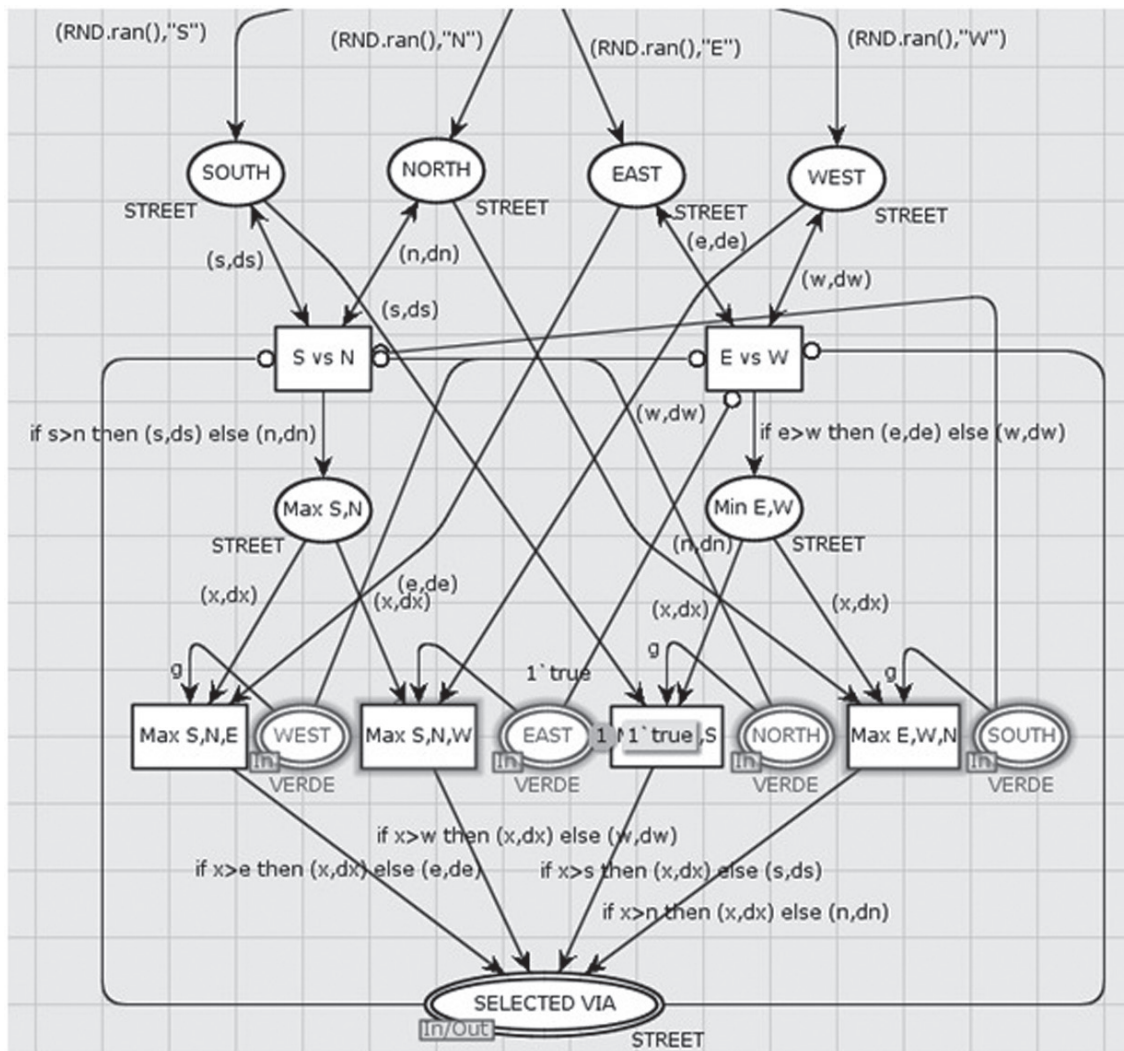 (RND.ran(),"S")
(RND.ran(),"N")
(RND.ran(),"E")
(RND.ran(),"W")
SOUTH
NORTH
EAST
WEST
STREET
STREET
STREET
STREET
(s,ds)
(n,dn)
(e,de)
(w,dw)
(s,ds)
S vs N
E vs W
(w,dw)
if s>n then (s,ds) else (n,dn)
if e>w then (e,de) else (w,dw)
Max S,N
Min E,W
STREET
STREET
(n,dn)
(x,dx)
(e,de)
(x,dx)
(x,dx)
(x,dx)
g
1`true
g
g
Max S,N,E
WEST
Max S,N,W
EAST
1
1`true
,S
NORTH
Max E,W,N
SOUTH
In
In
In
In
VERDE
VERDE
VERDE
VERDE
if x>w then (x,dx) else (w,dw)
if x>e then (x,dx) else (e,de)
if x>s then (x,dx) else (s,ds)
if x>n then (x,dx) else (n,dn)
SELECTED VIA
In/Out
STREET